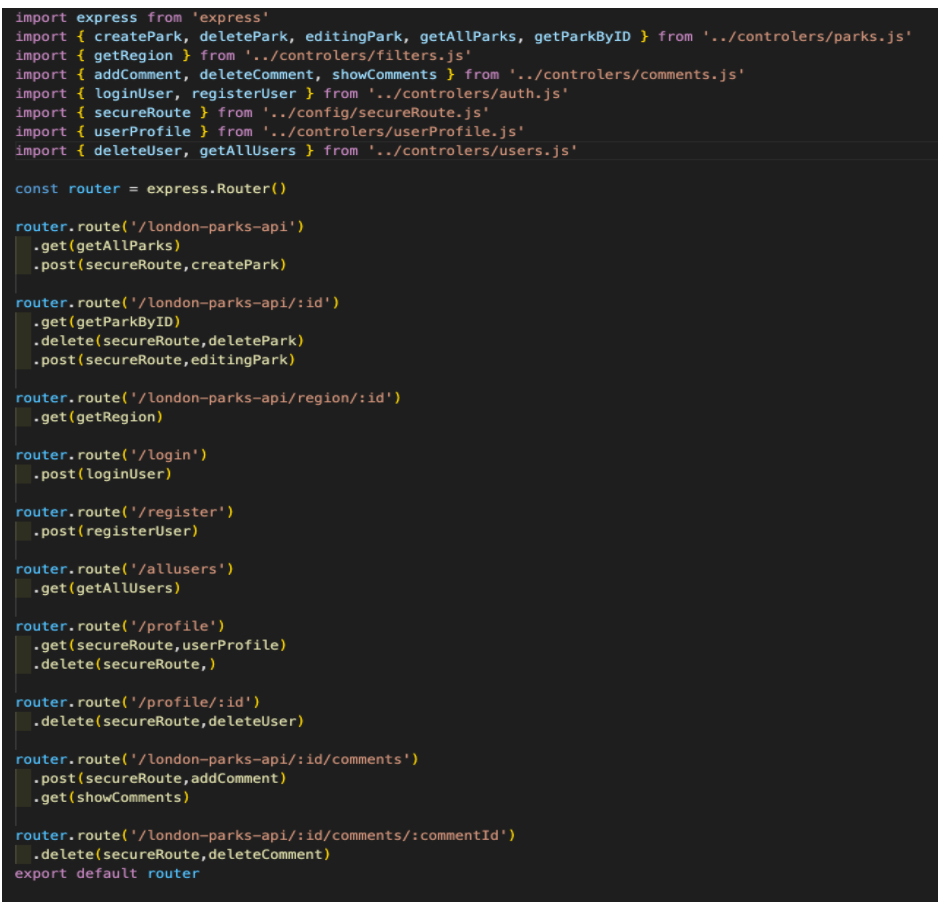 import express from 'express'
import { createPark, deletePark, editingPark, getAllParks, getParkByID } from '../controlers/parks.js'
import { getRegion } from '../controlers/filters.js'
import { addComment, deleteComment, showComments } from '../controlers/comments.js'
import { loginUser, registerUser } from '../controlers/auth.js'
import { secureRoute } from '../config/secureRoute.js'
import { userProfile } from '../controlers/userProfile.js'
import { deleteUser, getAllUsers } from '../controlers/users.js'

const router = express.Router()

router.route('/london-parks-api')
  .get(getAllParks)
  .post(secureRoute,createPark)

router.route('/london-parks-api/:id')
  .get(getParkByID)
  .delete(secureRoute,deletePark)
  .post(secureRoute,editingPark)

router.route('/london-parks-api/region/:id')
  .get(getRegion)

router.route('/login')
  .post(loginUser)

router.route('/register')
  .post(registerUser)

router.route('/allusers')
  .get(getAllUsers)

router.route('/profile')
  .get(secureRoute,userProfile)
  .delete(secureRoute,)

router.route('/profile/:id')
  .delete(secureRoute,deleteUser)

router.route('/london-parks-api/:id/comments')
  .post(secureRoute,addComment)
  .get(showComments)

router.route('/london-parks-api/:id/comments/:commentId')
  .delete(secureRoute,deleteComment)
export default router